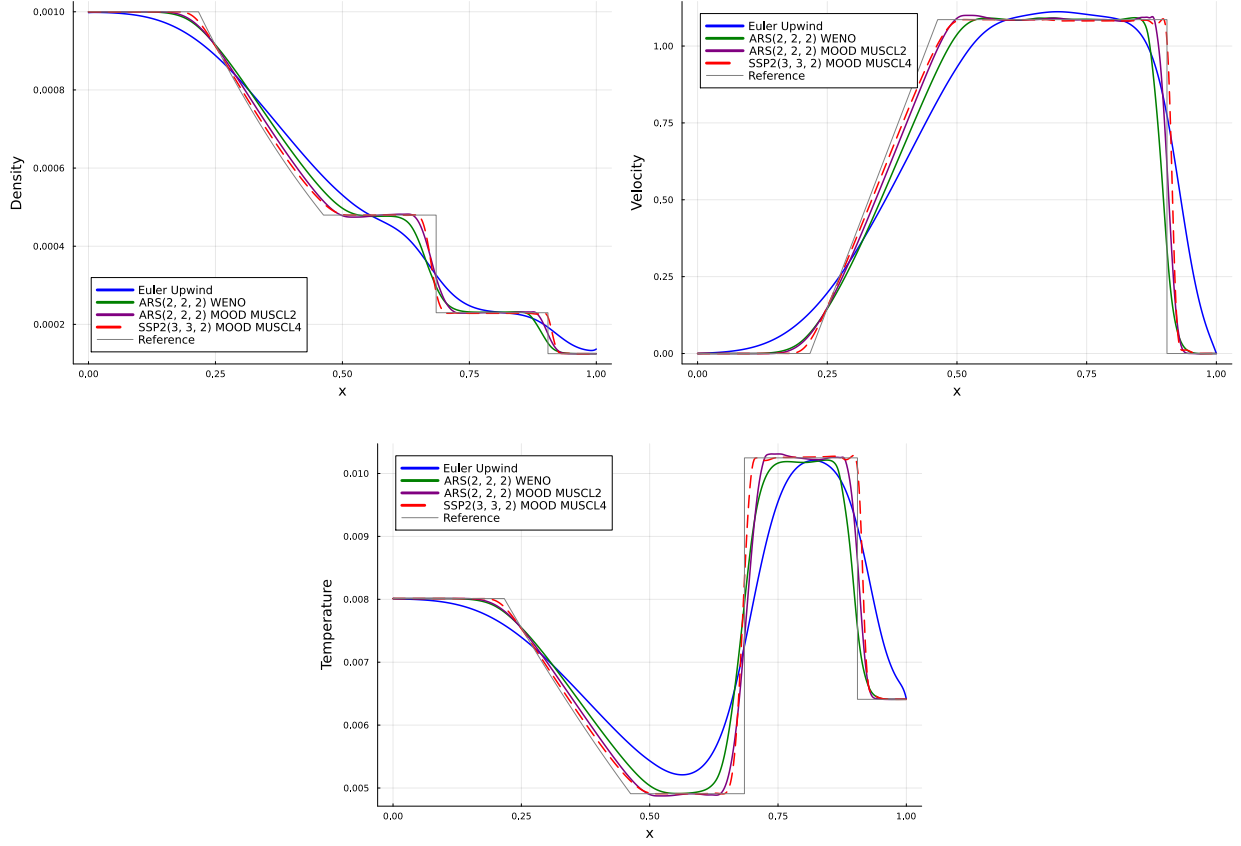 0.0010
0.0008
0.0006
0.0004
0.0002
Density
Euler Upwind
ARS(2, 2, 2) WENO
ARS(2, 2, 2) MOOD MUSCL2
SSP2(3, 3, 2) MOOD MUSCL4
Reference
0,00
0,25
0,50
0,75
1,00
x
1.00
0.75
0.50
0.25
0.00
Velocity
Euler Upwind
ARS(2, 2, 2) WENO
ARS(2, 2, 2) MOOD MUSCL2
SSP2(3, 3, 2) MOOD MUSCL4
Reference
0,00
0,25
0,50
0,75
1,00
x
0.010
0.009
0.008
0.007
0.006
0.005
Temperature
Euler Upwind
ARS(2, 2, 2) WENO
ARS(2, 2, 2) MOOD MUSCL2
SSP2(3, 3, 2) MOOD MUSCL4
Reference
0,00
0,25
0,50
0,75
1,00
x